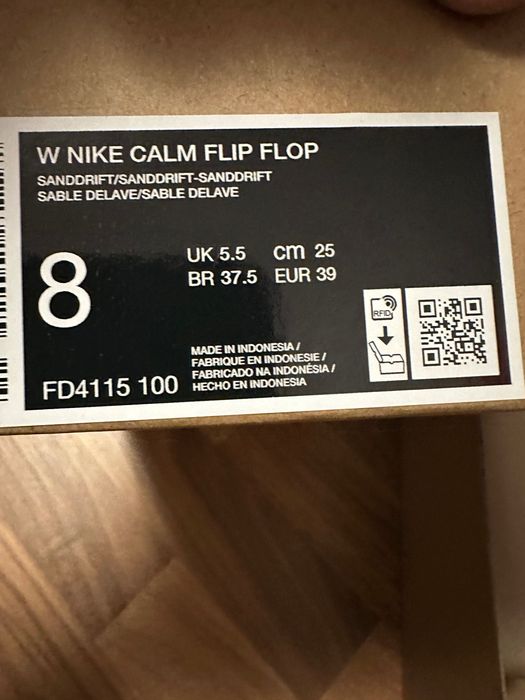 W NIKE CALM FLIP FLOP
SANDDRIFT/SANDDRIFT-SANDDRIFT
SABLE DELAVE/SABLE DELAVE
8
UK 5.5 cm 25
BR 37.5 EUR 39
RFID
MADE IN INDONESIA /
FABRIQUE EN INDONESIE /
FABRICADO NA INDONÉSIA /
HECHO EN INDONESIA
FD4115 100